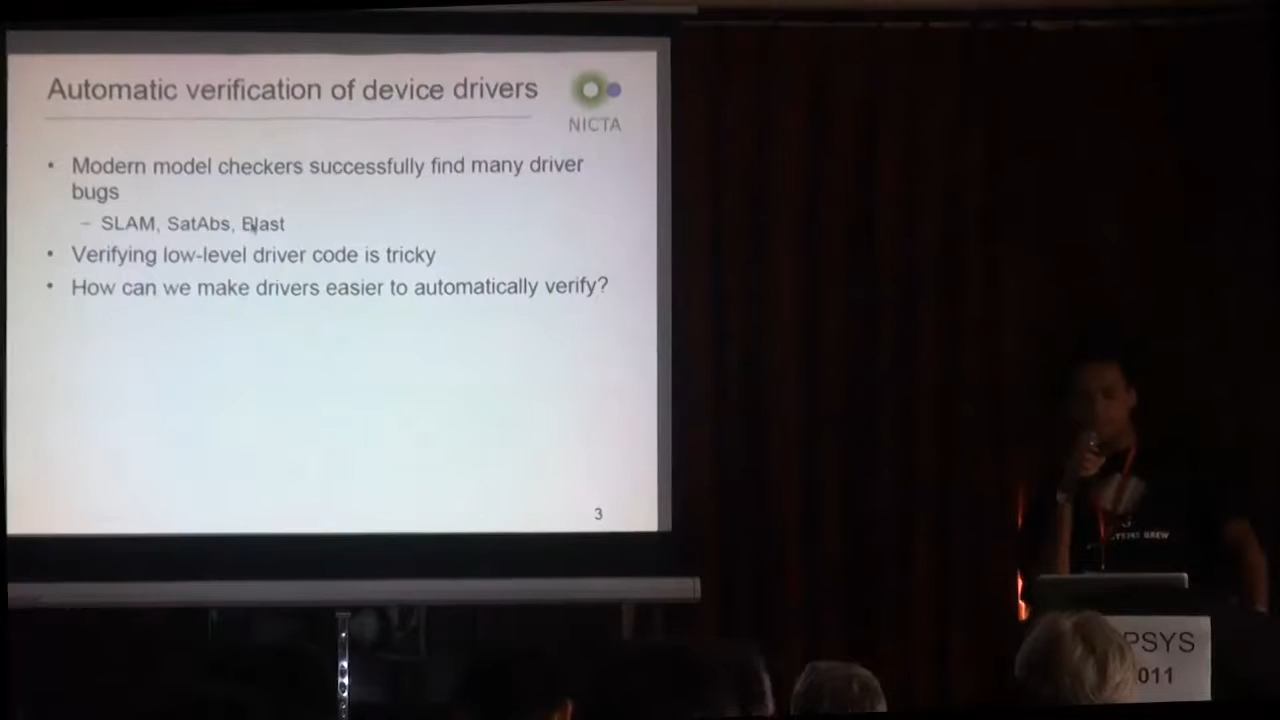 Automatic verification of device drivers
NICTA
• Modern model checkers successfully find many driver
bugs
– SLAM, SatAbs, Blast
• Verifying low-level driver code is tricky
• How can we make drivers easier to automatically verify?
3
BREW
PSYS
011